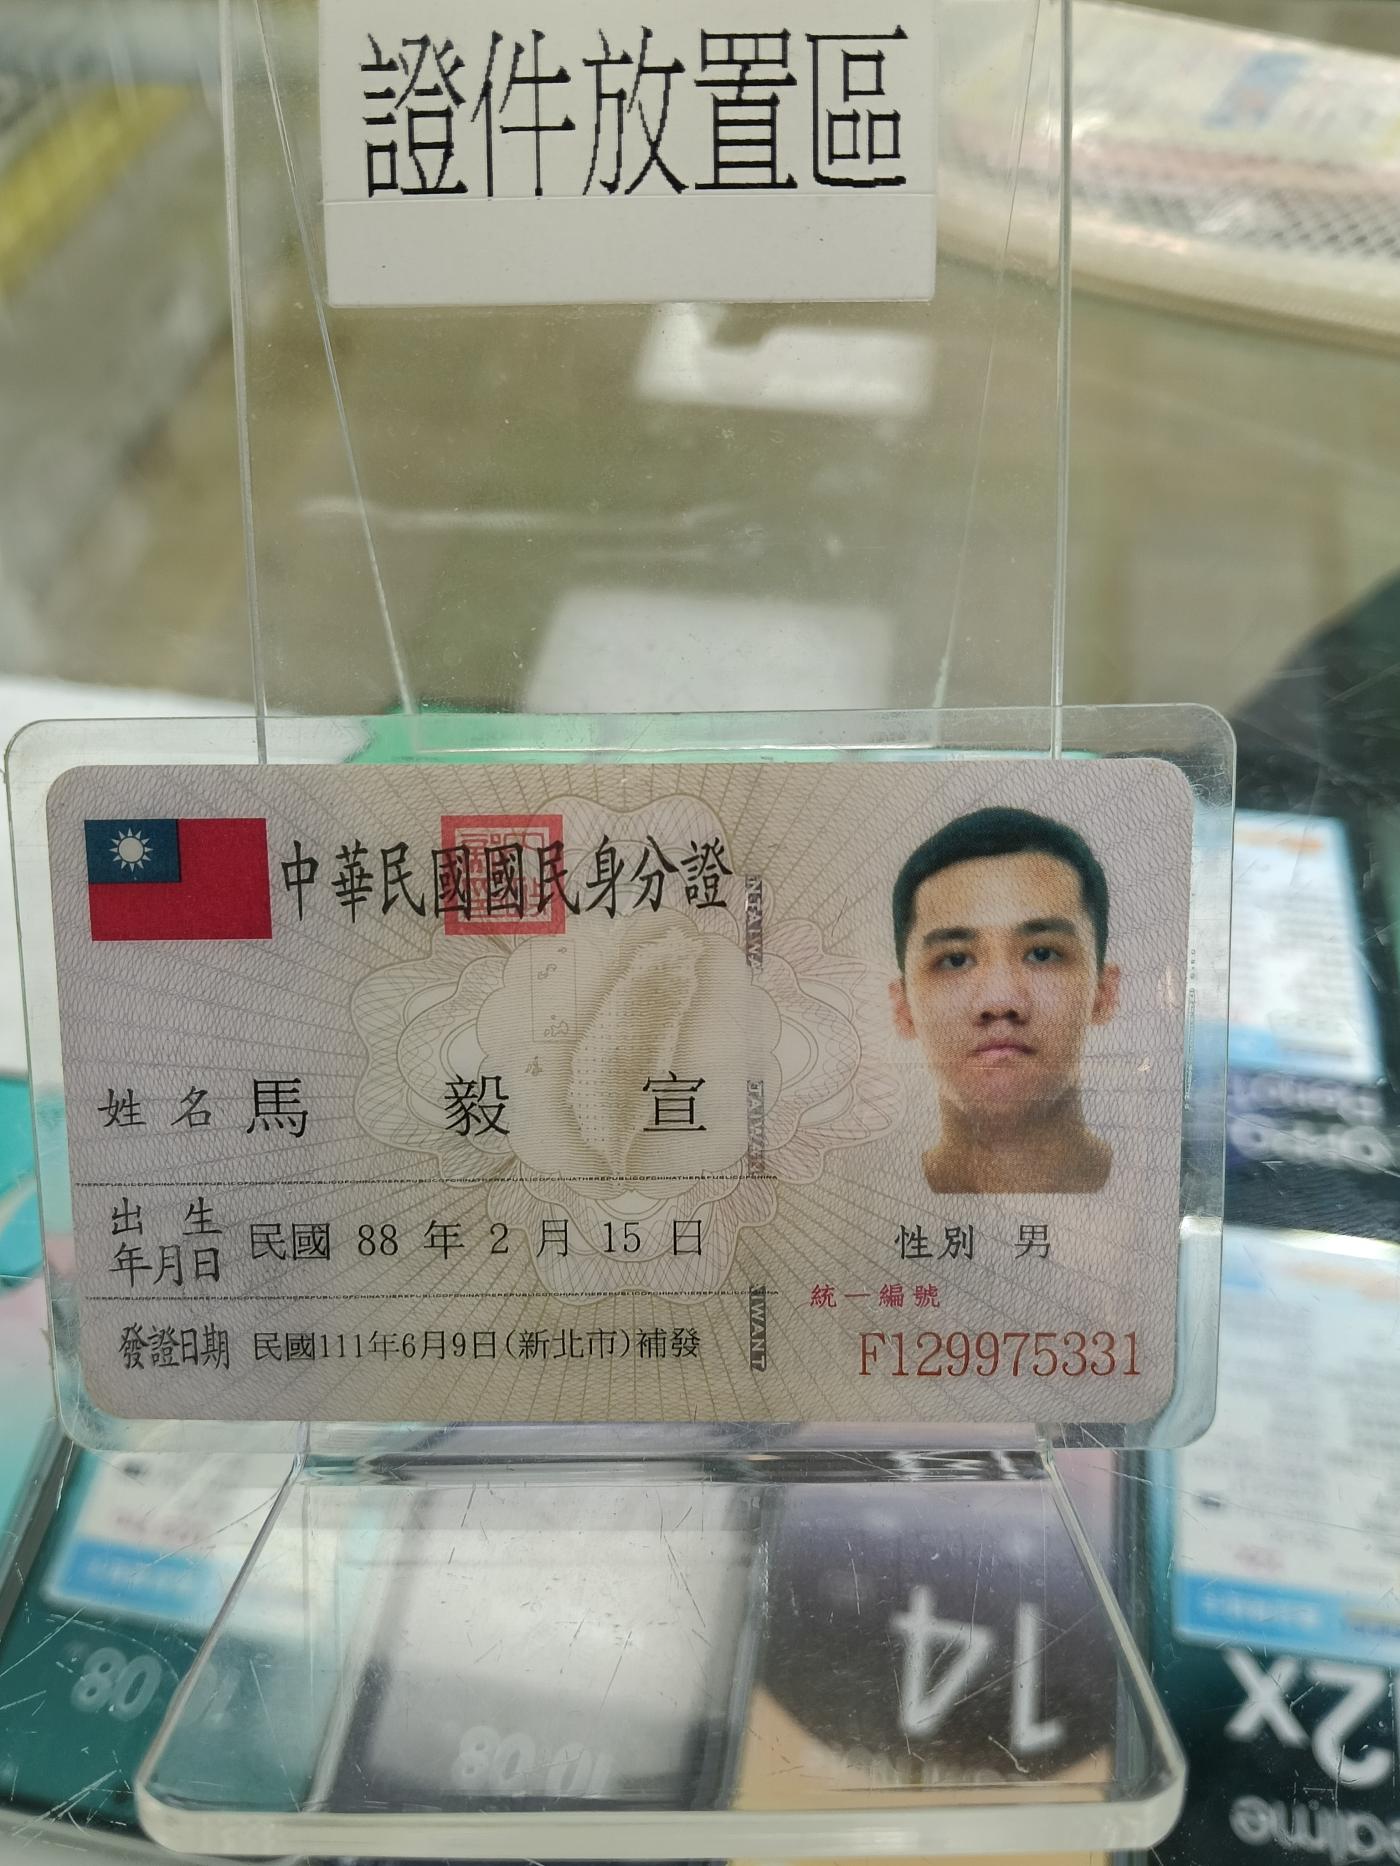 證件放置區
中華民國國民身分證
姓名 馬毅宣
出生年月日 民國 88 年 2 月 15 日
性別 男
統一編號
發證日期 民國111年6月9日(新北市)補發
F129975331
14
12x
realme